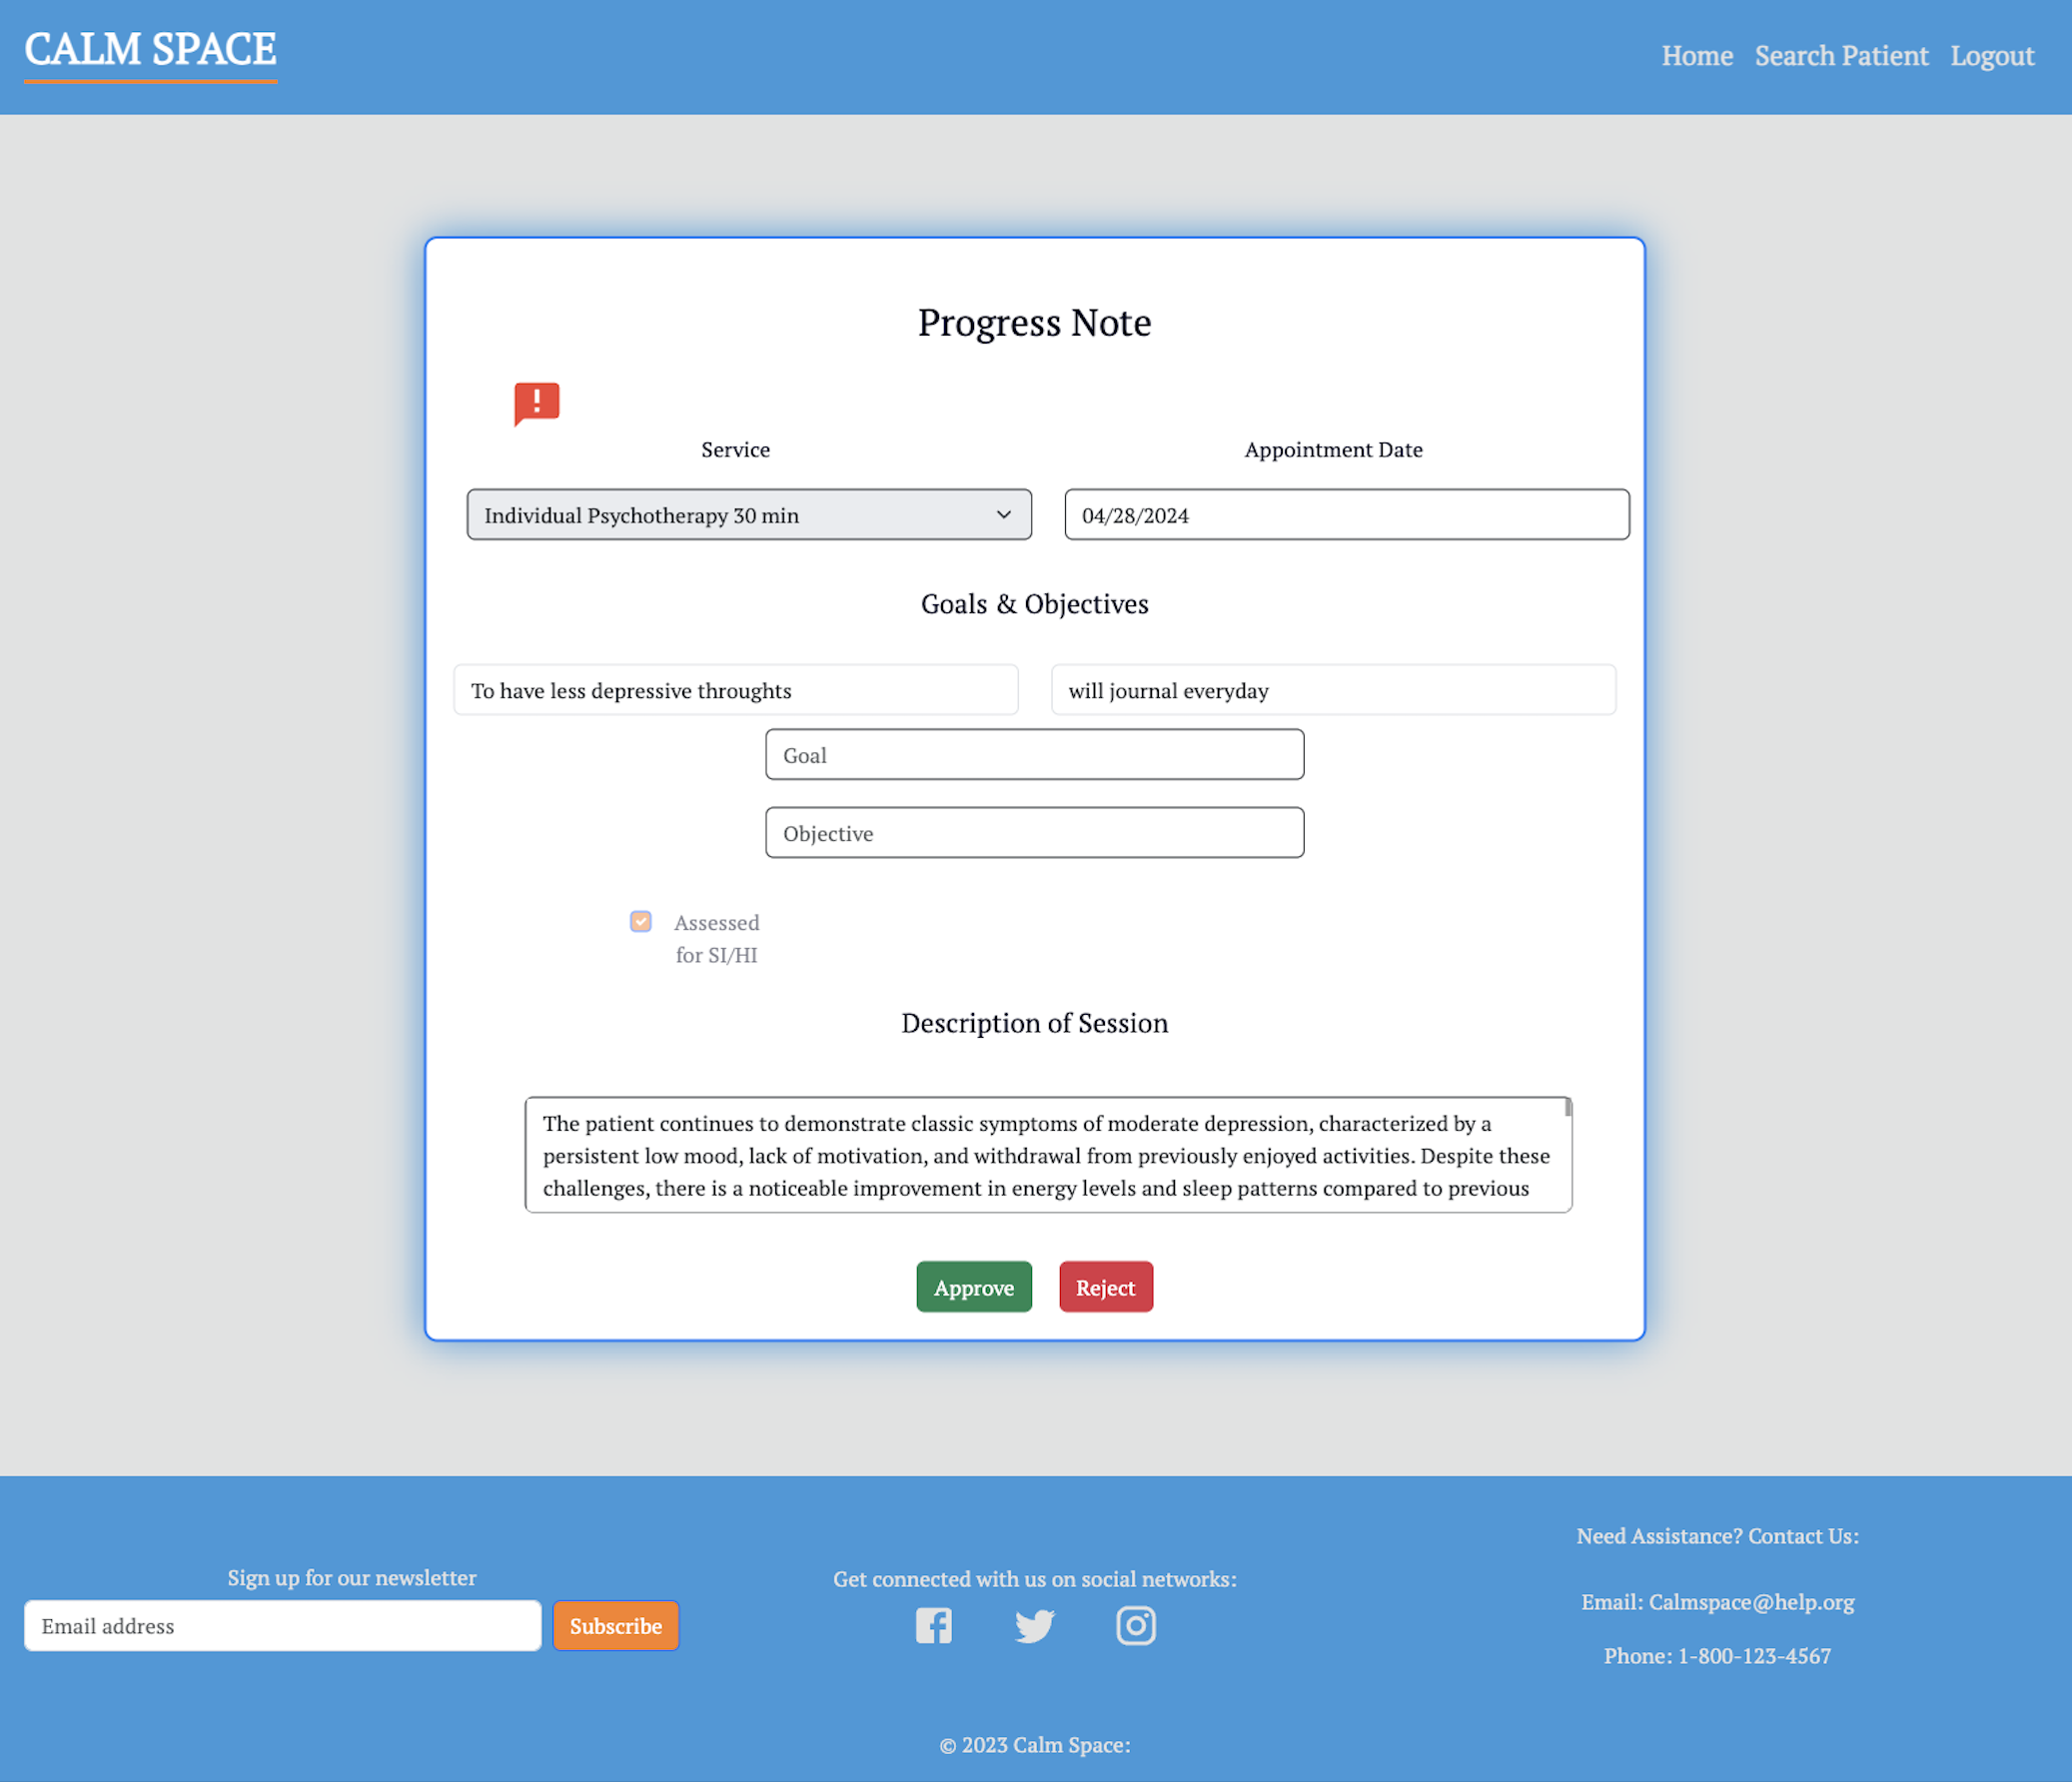 CALM SPACE
Home Search Patient Logout
Progress Note
!
Service
Appointment Date
Individual Psychotherapy 30 min
04/28/2024
Goals & Objectives
To have less depressive throughts
will journal everyday
Goal
Objective
Assessed
for SI/HI
Description of Session
The patient continues to demonstrate classic symptoms of moderate depression, characterized by a
persistent low mood, lack of motivation, and withdrawal from previously enjoyed activities. Despite these
challenges, there is a noticeable improvement in energy levels and sleep patterns compared to previous
Approve
Reject
Sign up for our newsletter
Email address
Subscribe
Get connected with us on social networks:
Need Assistance? Contact Us:
Email: Calmspace@help.org
Phone: 1-800-123-4567
© 2023 Calm Space: